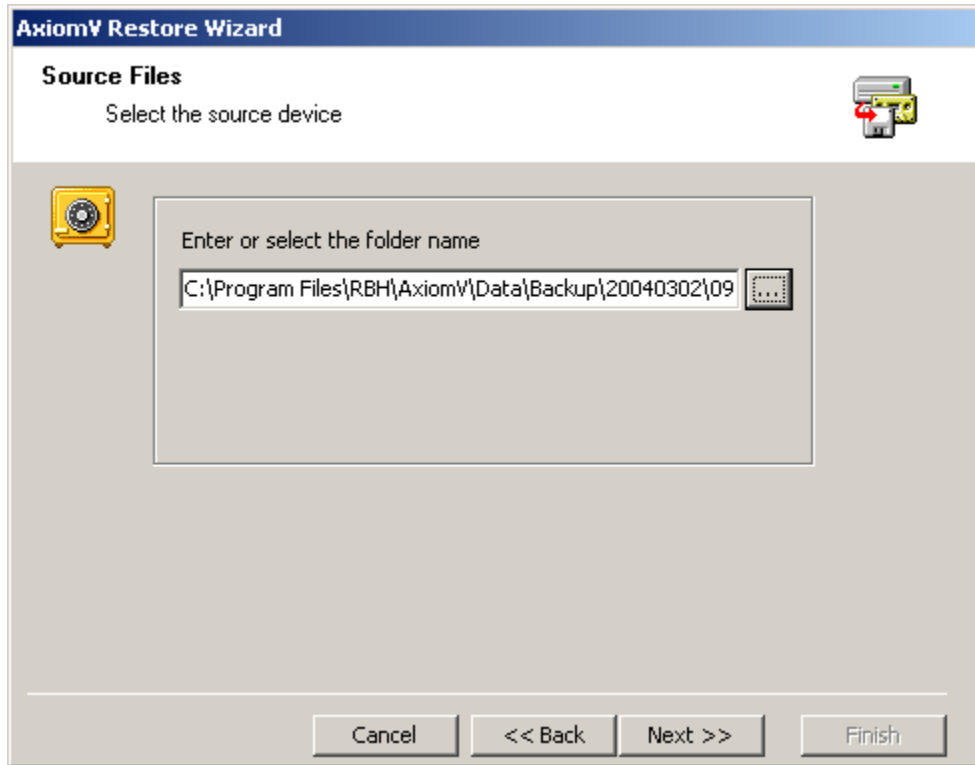 AxiomV Restore Wizard
Source Files
Select the source device
Enter or select the folder name
C:\Program Files\RBH\AxiomV\Data\Backup\20040302\09
...
Cancel
<< Back
Next >>
Finish